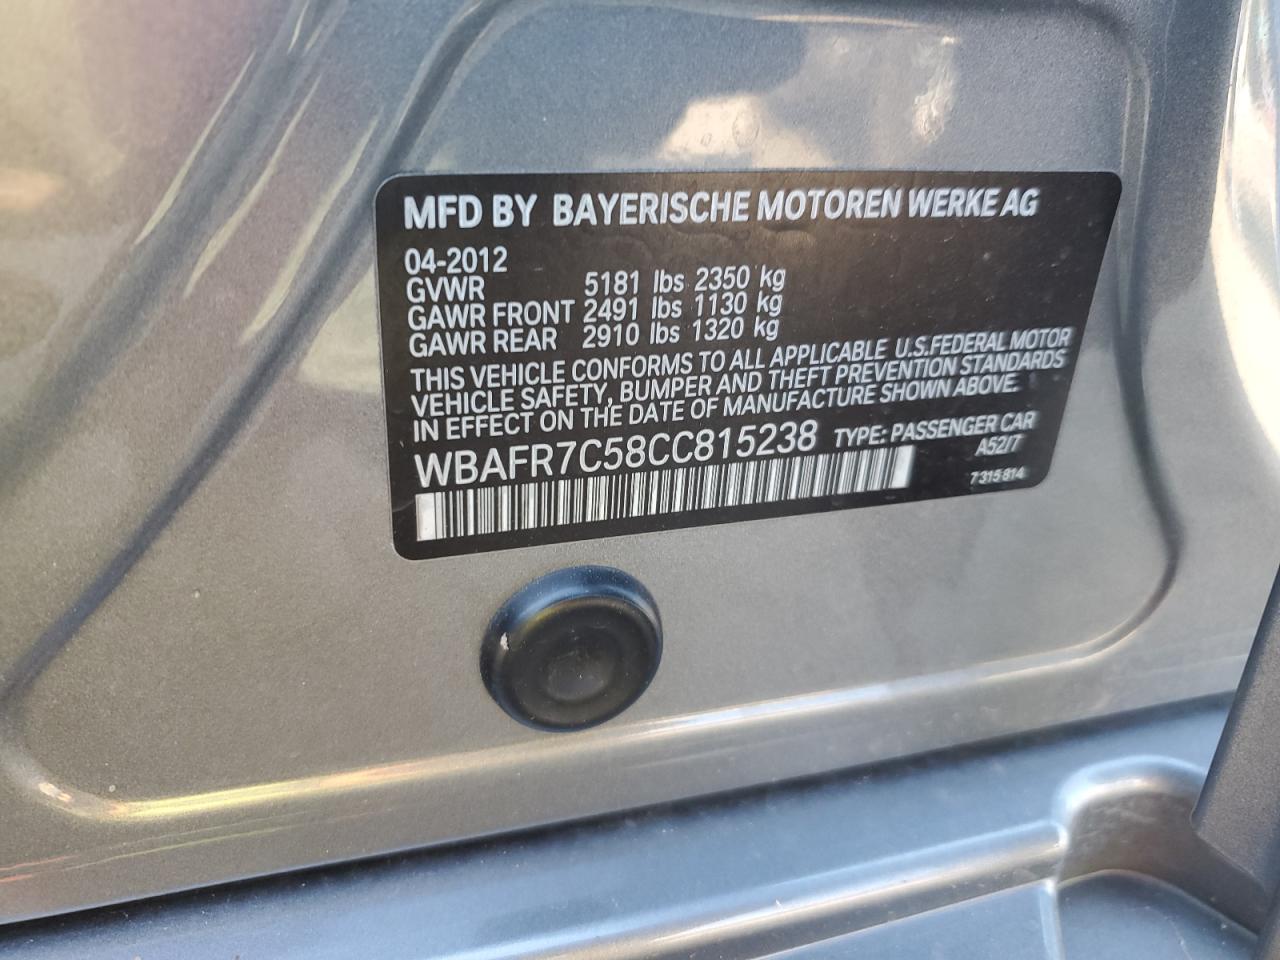 MFD BY BAYERISCHE MOTOREN WERKE AG
04-2012
GVWR 5181 lbs 2350 kg
GAWR FRONT 2491 lbs 1130 kg
GAWR REAR 2910 lbs 1320 kg
THIS VEHICLE CONFORMS TO ALL APPLICABLE U.S.FEDERAL MOTOR
VEHICLE SAFETY, BUMPER AND THEFT PREVENTION STANDARDS
IN EFFECT ON THE DATE OF MANUFACTURE SHOWN ABOVE.
WBAFR7C58CC815238 TYPE: PASSENGER CAR
A52/7
7 315 814